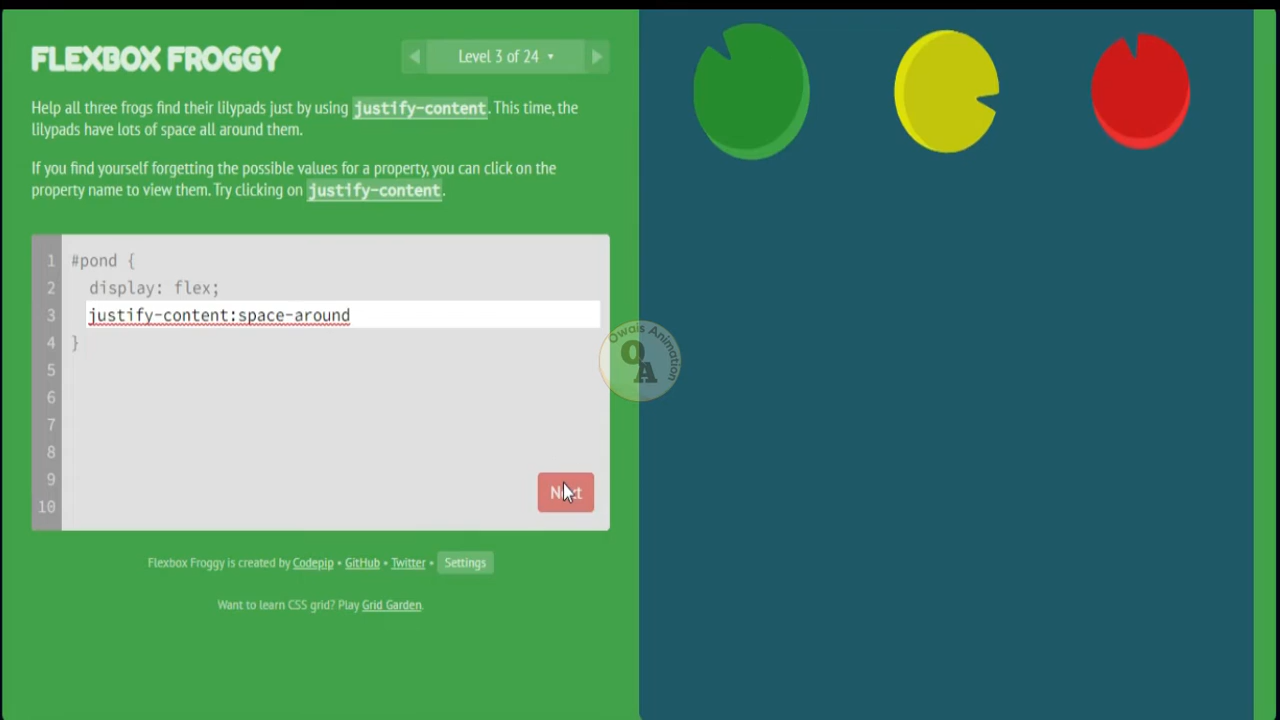 FLEXBOX FROGGY
Level 3 of 24
Help all three frogs find their lilypads just by using justify-content. This time, the
lilypads have lots of space all around them.
If you find yourself forgetting the possible values for a property, you can click on the
property name to view them. Try clicking on justify-content.
1 #pond {
2 display: flex;
3 justify-content:space-around
4 }
5
6
7
8
9
10
Next
Flexbox Froggy is created by Codepip • GitHub • Twitter • Settings
Want to learn CSS grid? Play Grid Garden.
Owais Animation
OA